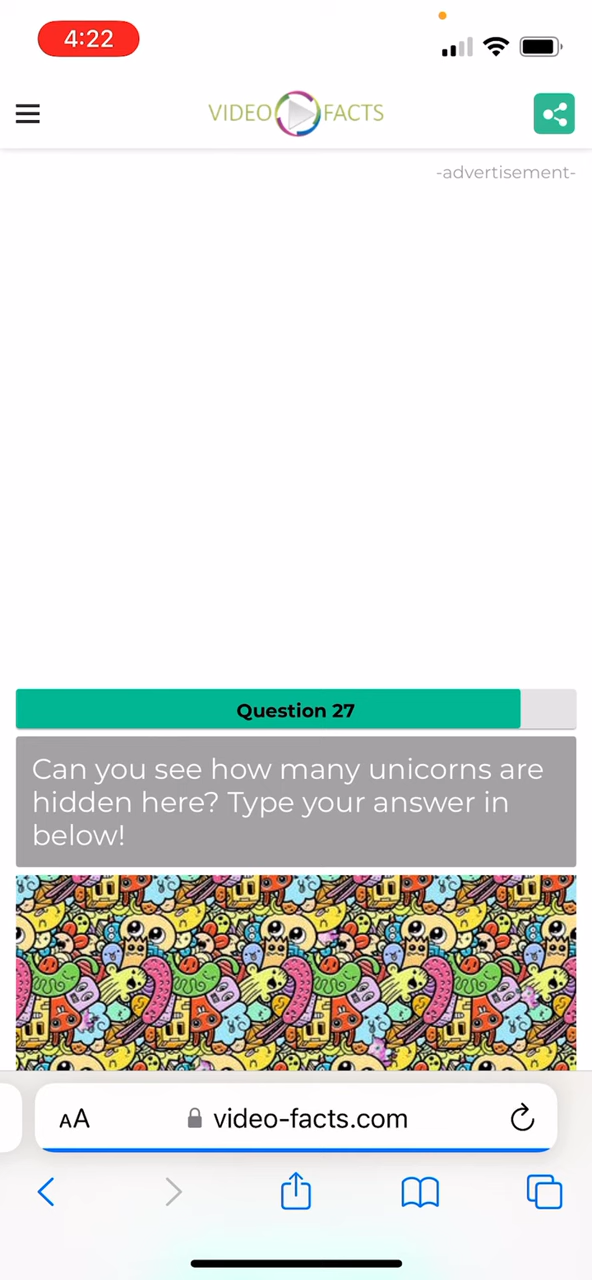 4:22
VIDEO FACTS
-advertisement-
Question 27
Can you see how many unicorns are
hidden here? Type your answer in
below!
AA video-facts.com